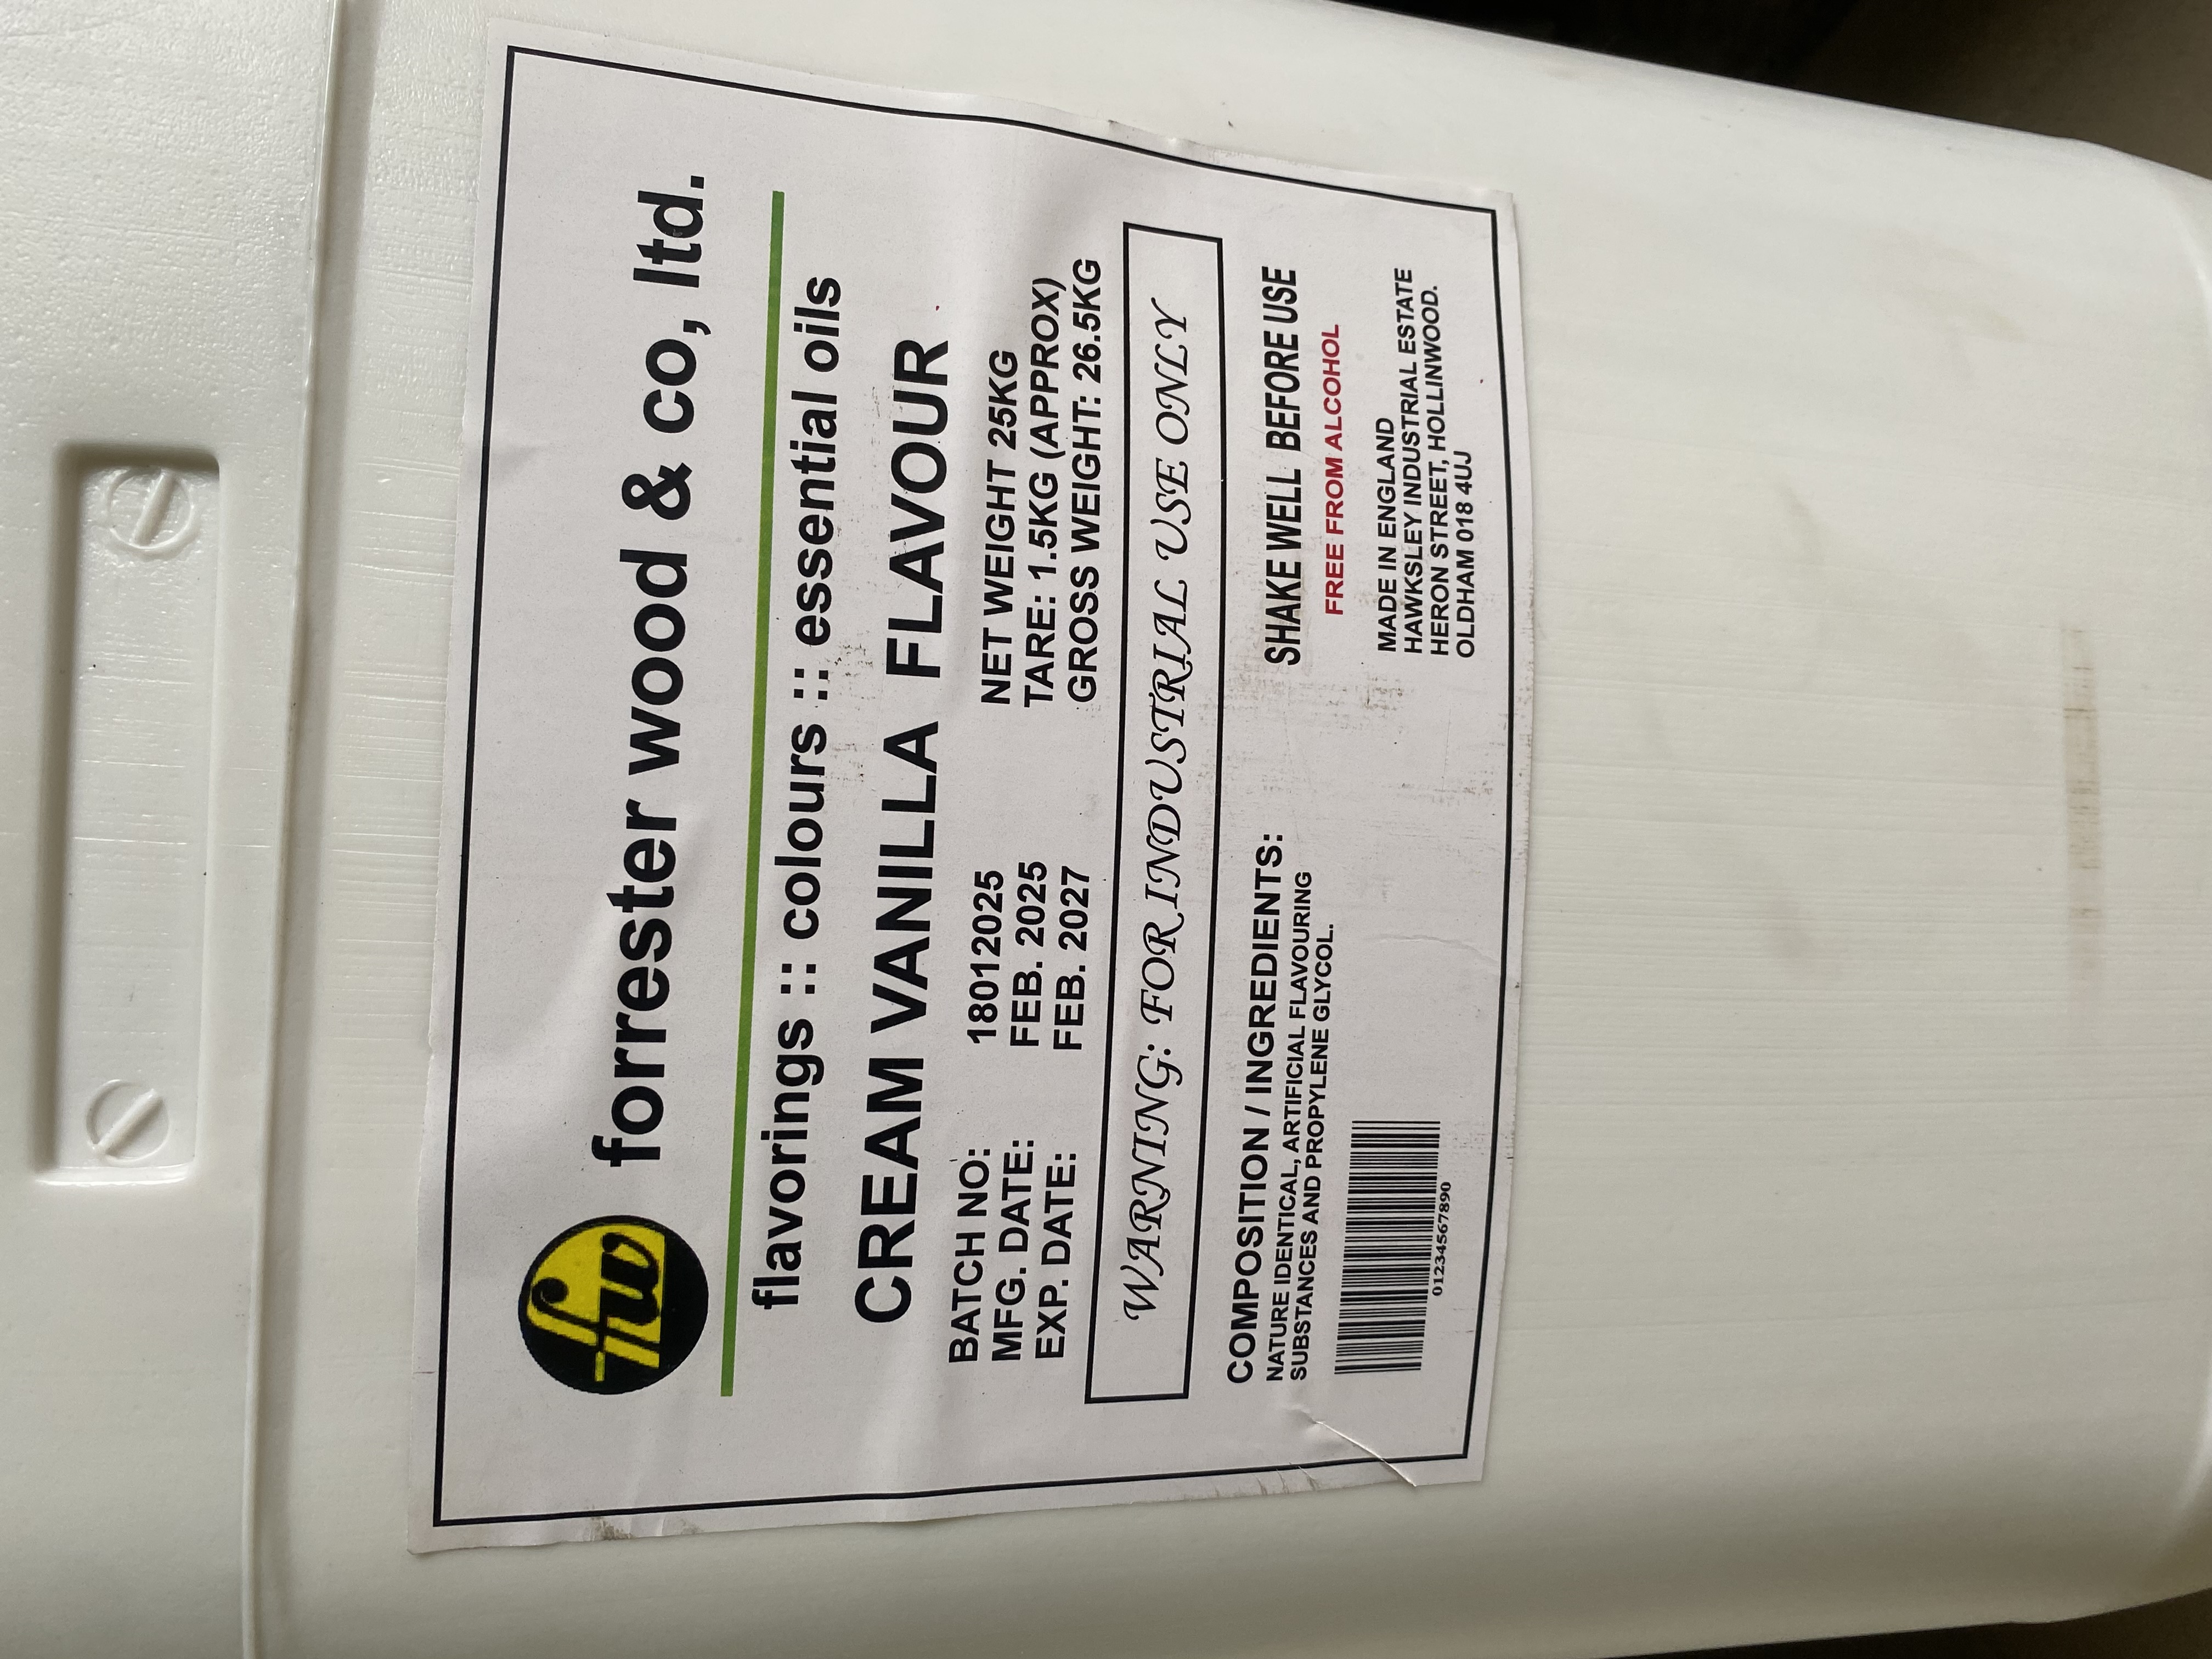 fw forrester wood & co, ltd.
flavorings :: colours :: essential oils
CREAM VANILLA FLAVOUR
BATCH NO: 18012025
MFG. DATE: FEB. 2025
EXP. DATE: FEB. 2027
NET WEIGHT 25KG
TARE: 1.5KG (APPROX)
GROSS WEIGHT: 26.5KG
WARNING: FOR INDUSTRIAL USE ONLY
COMPOSITION / INGREDIENTS:
NATURE IDENTICAL, ARTIFICIAL FLAVOURING
SUBSTANCES AND PROPYLENE GLYCOL.
01234567890
SHAKE WELL BEFORE USE
FREE FROM ALCOHOL
MADE IN ENGLAND
HAWKSLEY INDUSTRIAL ESTATE
HERON STREET, HOLLINWOOD.
OLDHAM 018 4UJ